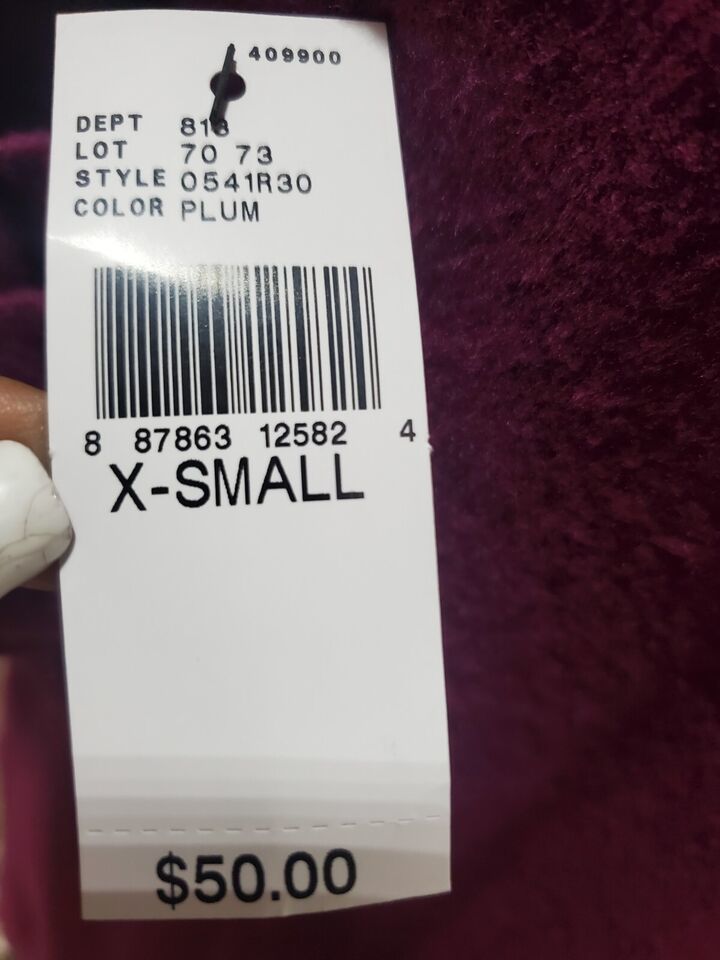 409900
DEPT 818
LOT 70 73
STYLE 0541R30
COLOR PLUM
8 87863 12582 4
X-SMALL
$50.00